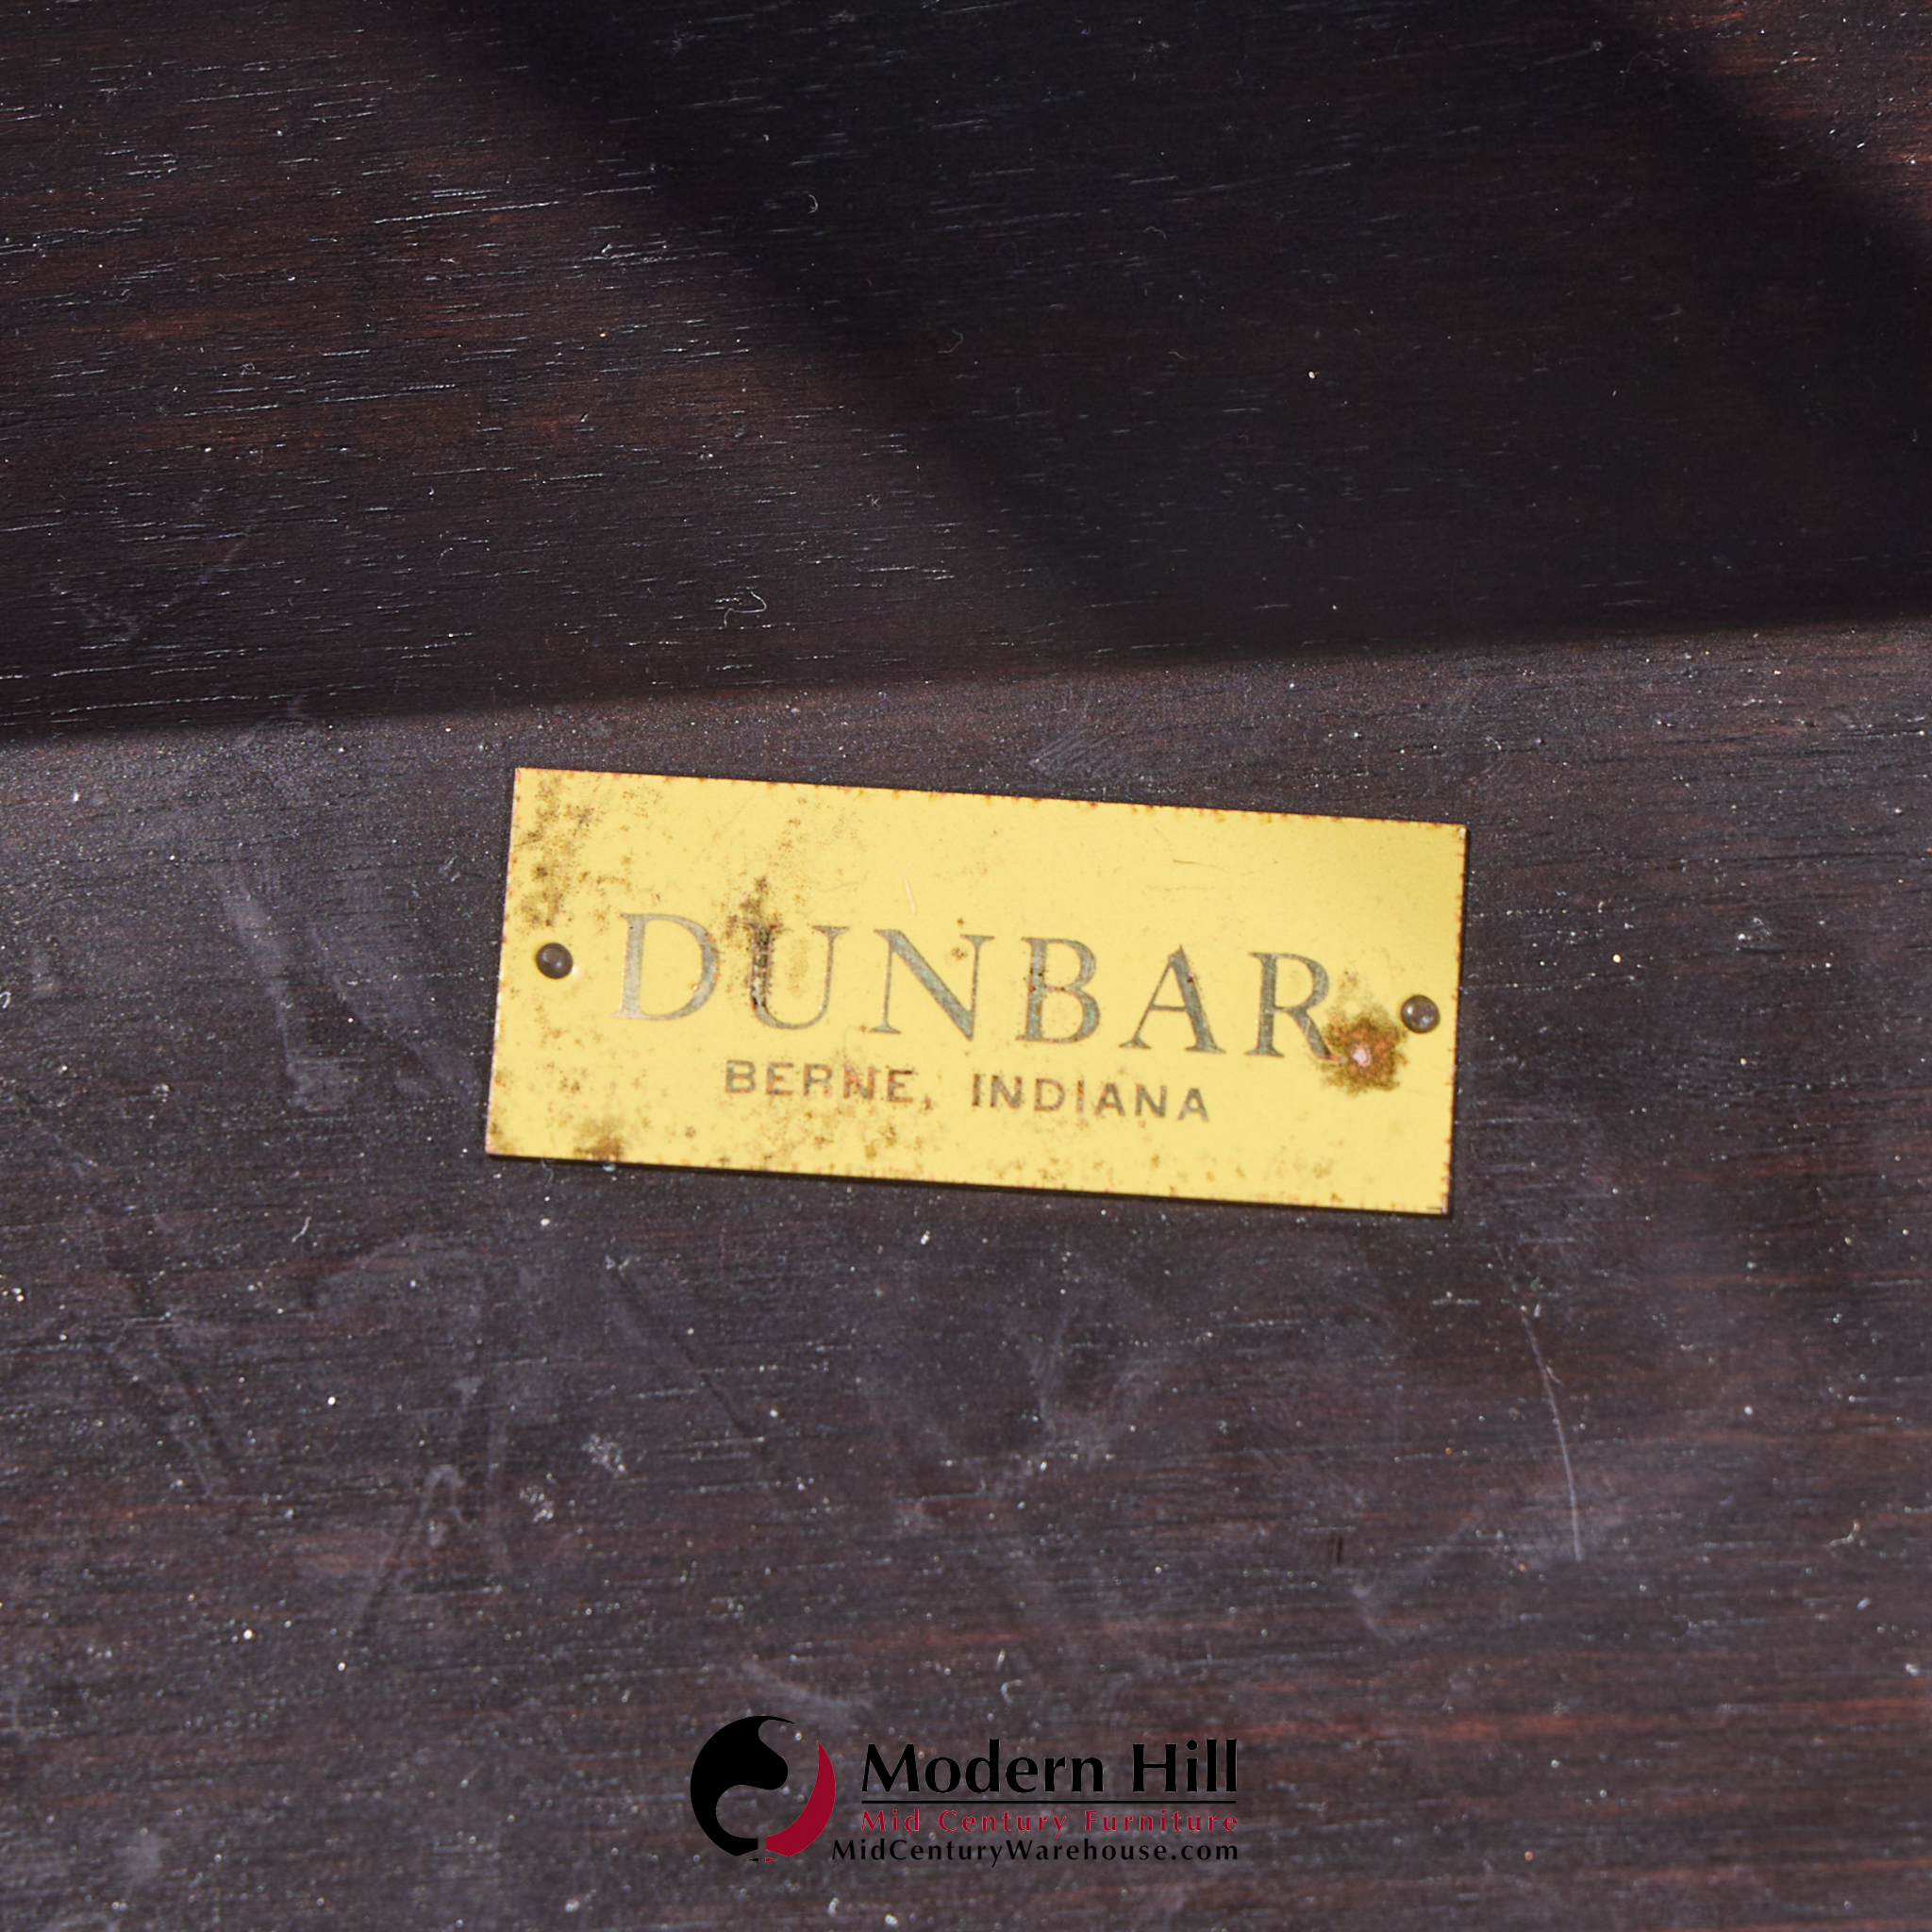 DUNBAR
BERNE, INDIANA
Modern Hill
Mid Century Furniture
MidCenturyWarehouse.com